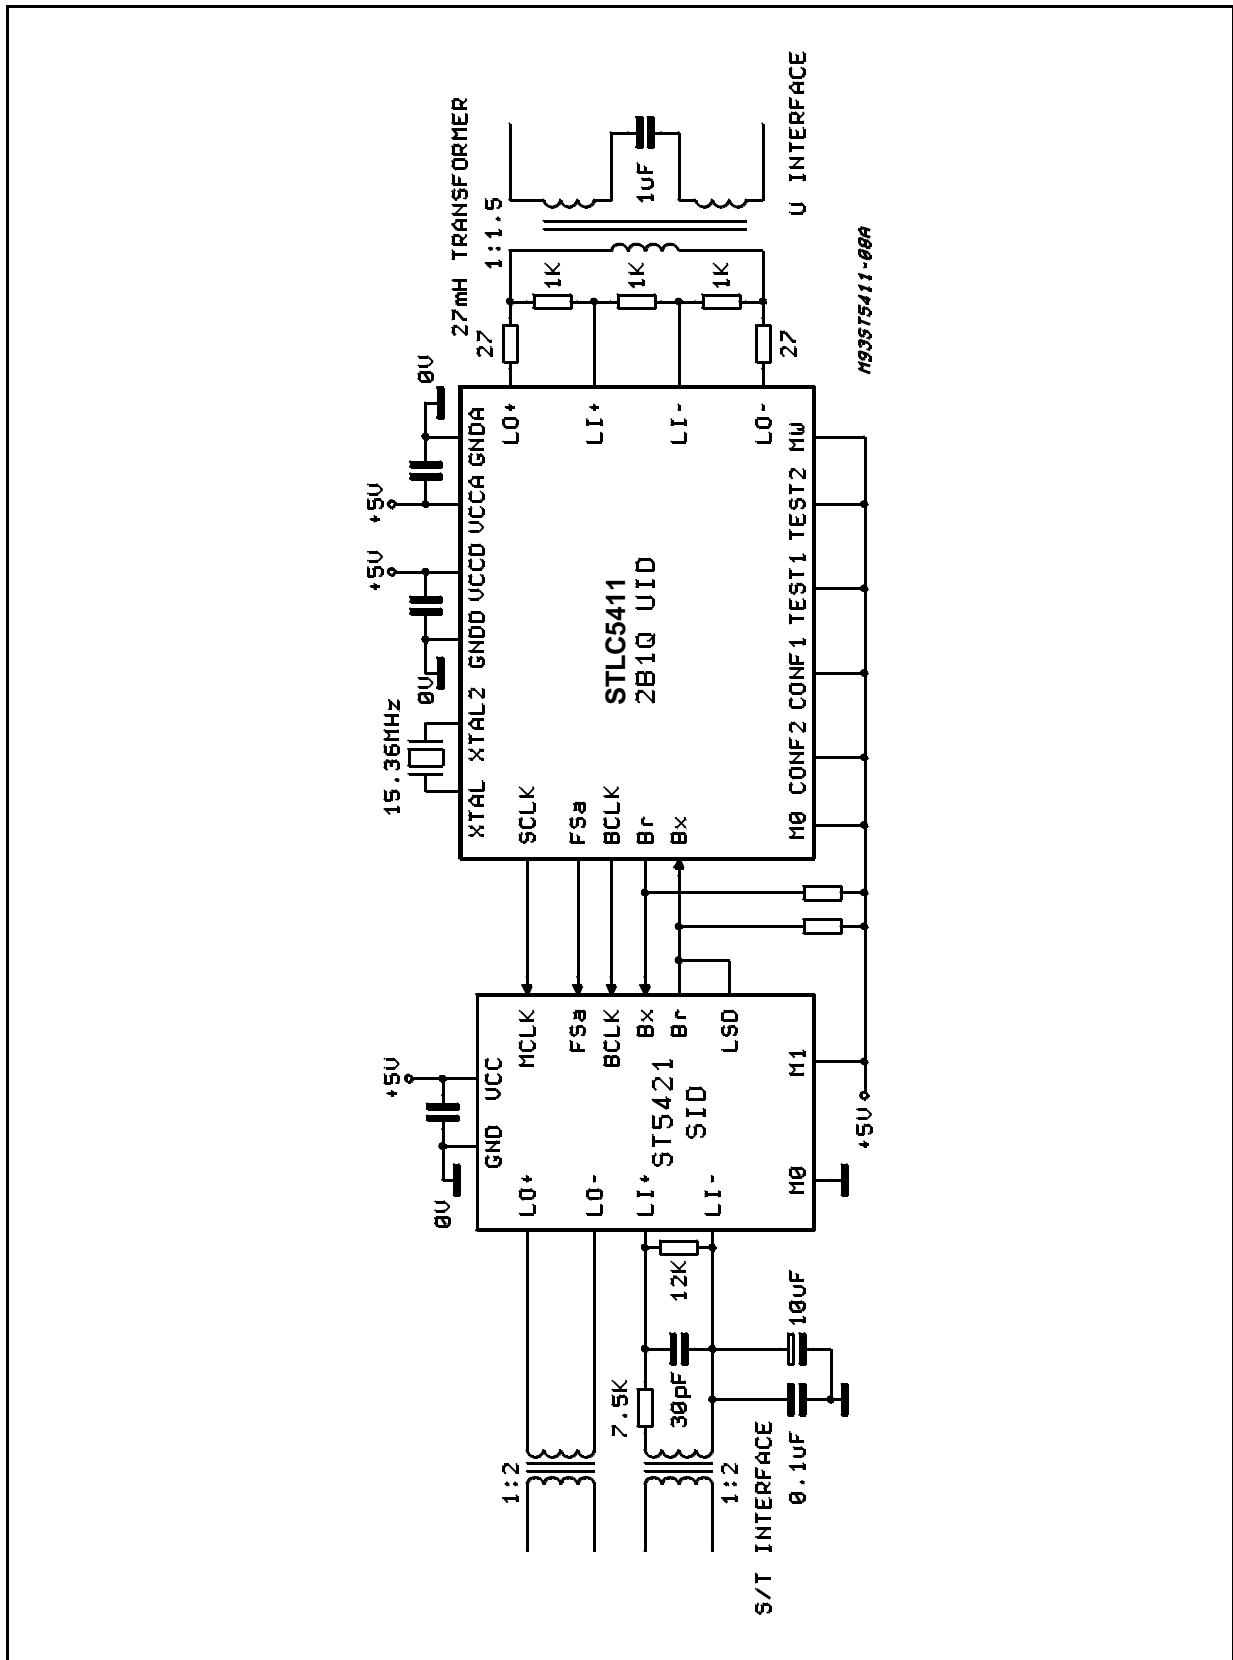 S/T INTERFACE
1:2
1:2
7.5K
30pF
12K
0.1uF
10uF
0V
+5V
GND
VCC
LO+
LO-
LI+
LI-
ST5421
SID
MCLK
FSa
BCLK
Bx
Br
LSD
M0
M1
+5V
15.36MHz
0V
+5V
+5V
0V
XTAL
XTAL2
GNDD
VCCD
VCCA
GNDA
SCLK
FSa
BCLK
Br
Bx
STLC5411
2B1Q UID
LO+
LI+
LI-
LO-
M0
CONF2
CONF1
TEST1
TEST2
MW
27
27
1K
1K
1K
27mH TRANSFORMER
1:1.5
1uF
U INTERFACE
M93ST5411-08A